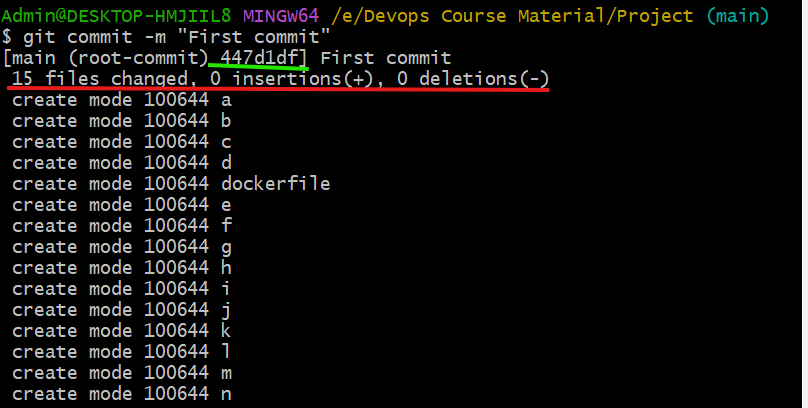 Admin@DESKTOP-HMJIIL8 MINGW64 /e/Devops Course Material/Project (main)
$ git commit -m "First commit"
[main (root-commit) 447d1df] First commit
 15 files changed, 0 insertions(+), 0 deletions(-)
 create mode 100644 a
 create mode 100644 b
 create mode 100644 c
 create mode 100644 d
 create mode 100644 dockerfile
 create mode 100644 e
 create mode 100644 f
 create mode 100644 g
 create mode 100644 h
 create mode 100644 i
 create mode 100644 j
 create mode 100644 k
 create mode 100644 l
 create mode 100644 m
 create mode 100644 n